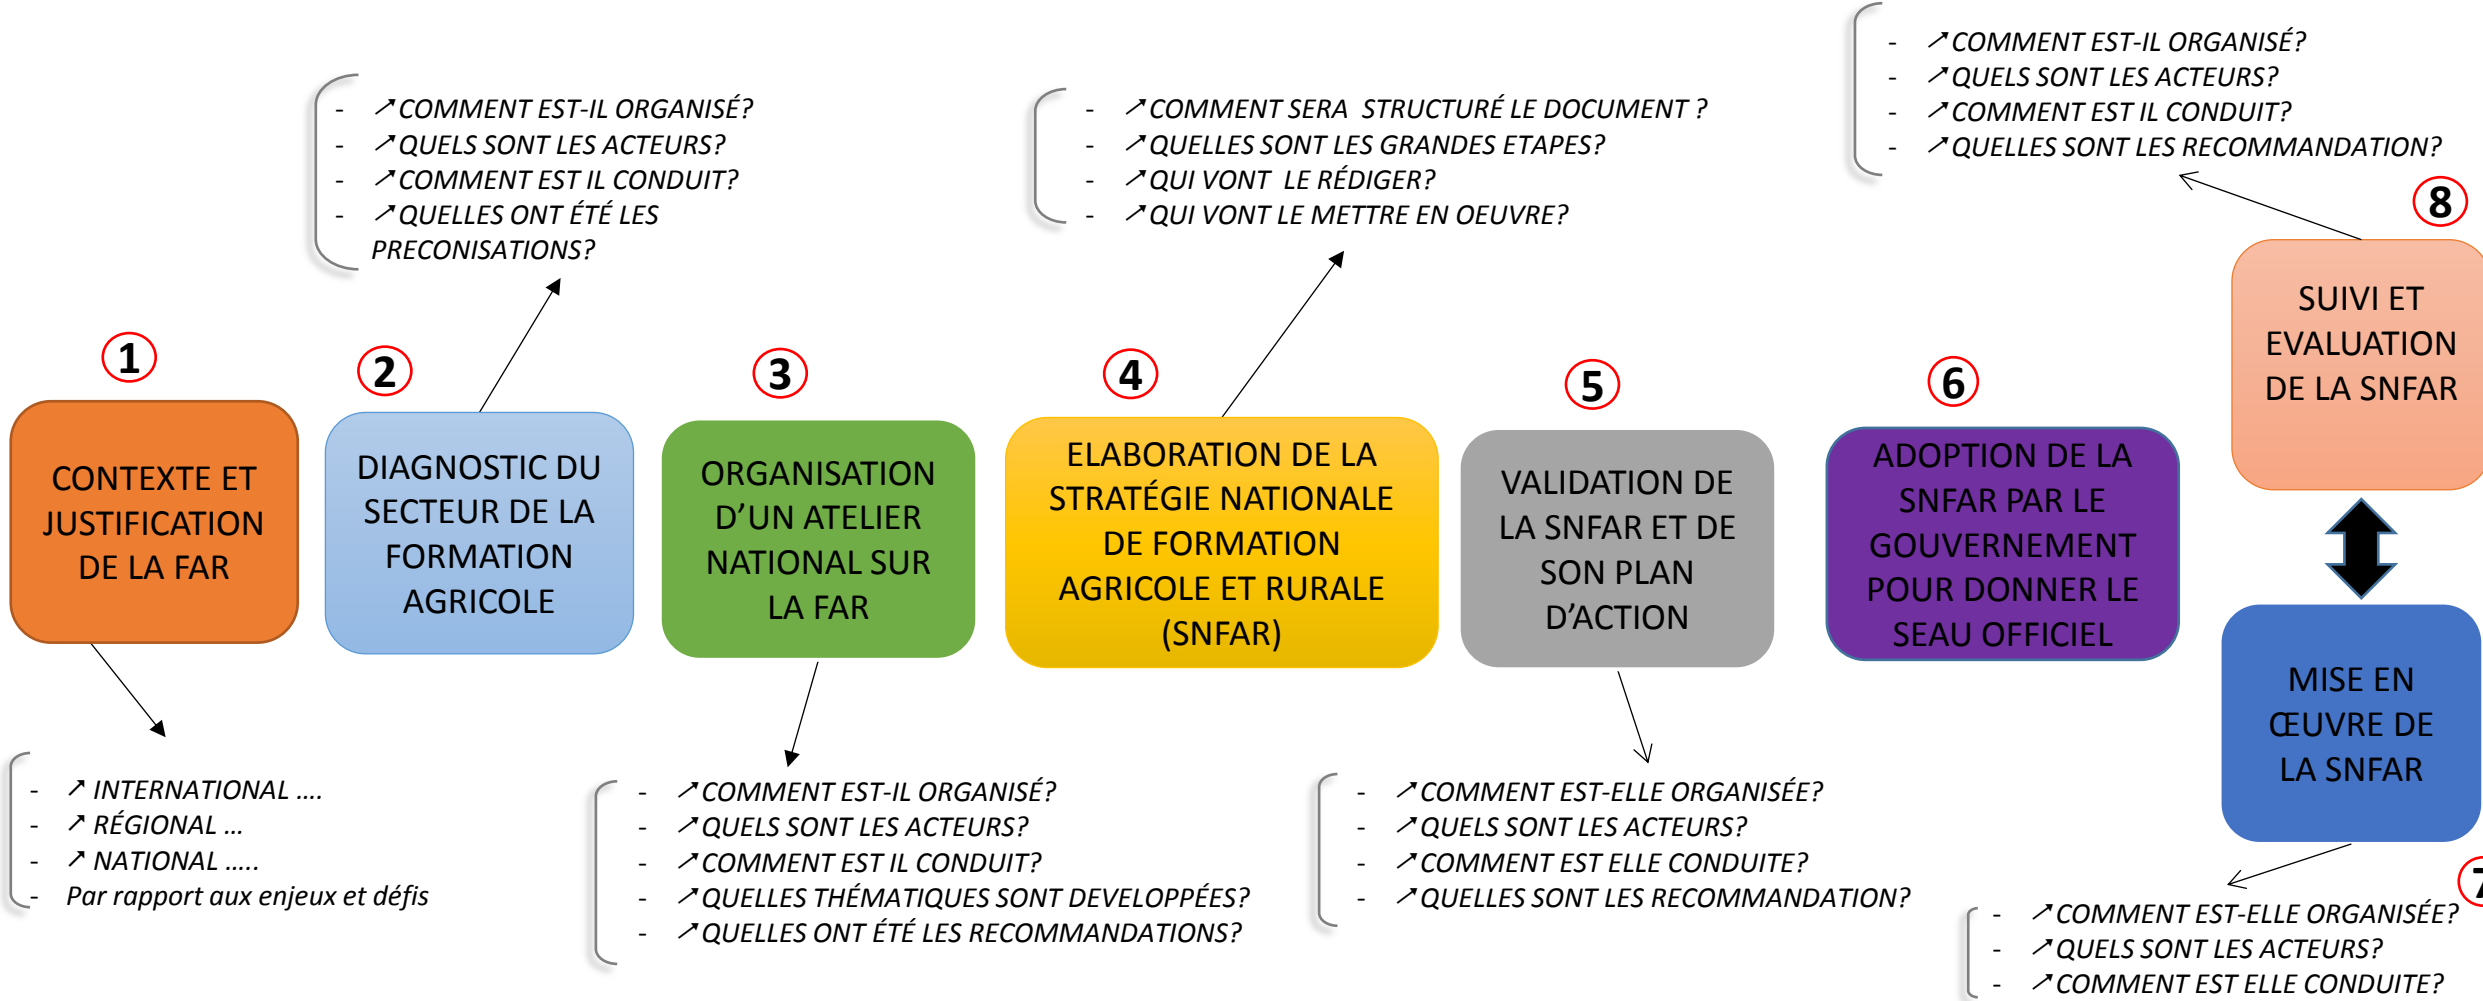 ①
CONTEXTE ET
JUSTIFICATION
DE LA FAR
- ↗ INTERNATIONAL ....
- ↗ RÉGIONAL ...
- ↗ NATIONAL .....
- Par rapport aux enjeux et défis
②
DIAGNOSTIC DU
SECTEUR DE LA
FORMATION
AGRICOLE
- ↗COMMENT EST-IL ORGANISÉ?
- ↗QUELS SONT LES ACTEURS?
- ↗COMMENT EST IL CONDUIT?
- ↗QUELLES ONT ÉTÉ LES
PRECONISATIONS?
③
ORGANISATION
D’UN ATELIER
NATIONAL SUR
LA FAR
- ↗COMMENT EST-IL ORGANISÉ?
- ↗QUELS SONT LES ACTEURS?
- ↗COMMENT EST IL CONDUIT?
- ↗QUELLES THÉMATIQUES SONT DEVELOPPÉES?
- ↗QUELLES ONT ÉTÉ LES RECOMMANDATIONS?
④
ELABORATION DE LA
STRATÉGIE NATIONALE
DE FORMATION
AGRICOLE ET RURALE
(SNFAR)
- ↗COMMENT SERA STRUCTURÉ LE DOCUMENT ?
- ↗QUELLES SONT LES GRANDES ETAPES?
- ↗QUI VONT LE RÉDIGER?
- ↗QUI VONT LE METTRE EN OEUVRE?
⑤
VALIDATION DE
LA SNFAR ET DE
SON PLAN
D’ACTION
- ↗COMMENT EST-ELLE ORGANISÉE?
- ↗QUELS SONT LES ACTEURS?
- ↗COMMENT EST ELLE CONDUITE?
- ↗QUELLES SONT LES RECOMMANDATION?
⑥
ADOPTION DE LA
SNFAR PAR LE
GOUVERNEMENT
POUR DONNER LE
SEAU OFFICIEL
⑦
MISE EN
ŒUVRE DE
LA SNFAR
- ↗COMMENT EST-ELLE ORGANISÉE?
- ↗QUELS SONT LES ACTEURS?
- ↗COMMENT EST ELLE CONDUITE?
⑧
SUIVI ET
EVALUATION
DE LA SNFAR
- ↗COMMENT EST-IL ORGANISÉ?
- ↗QUELS SONT LES ACTEURS?
- ↗COMMENT EST IL CONDUIT?
- ↗QUELLES SONT LES RECOMMANDATION?